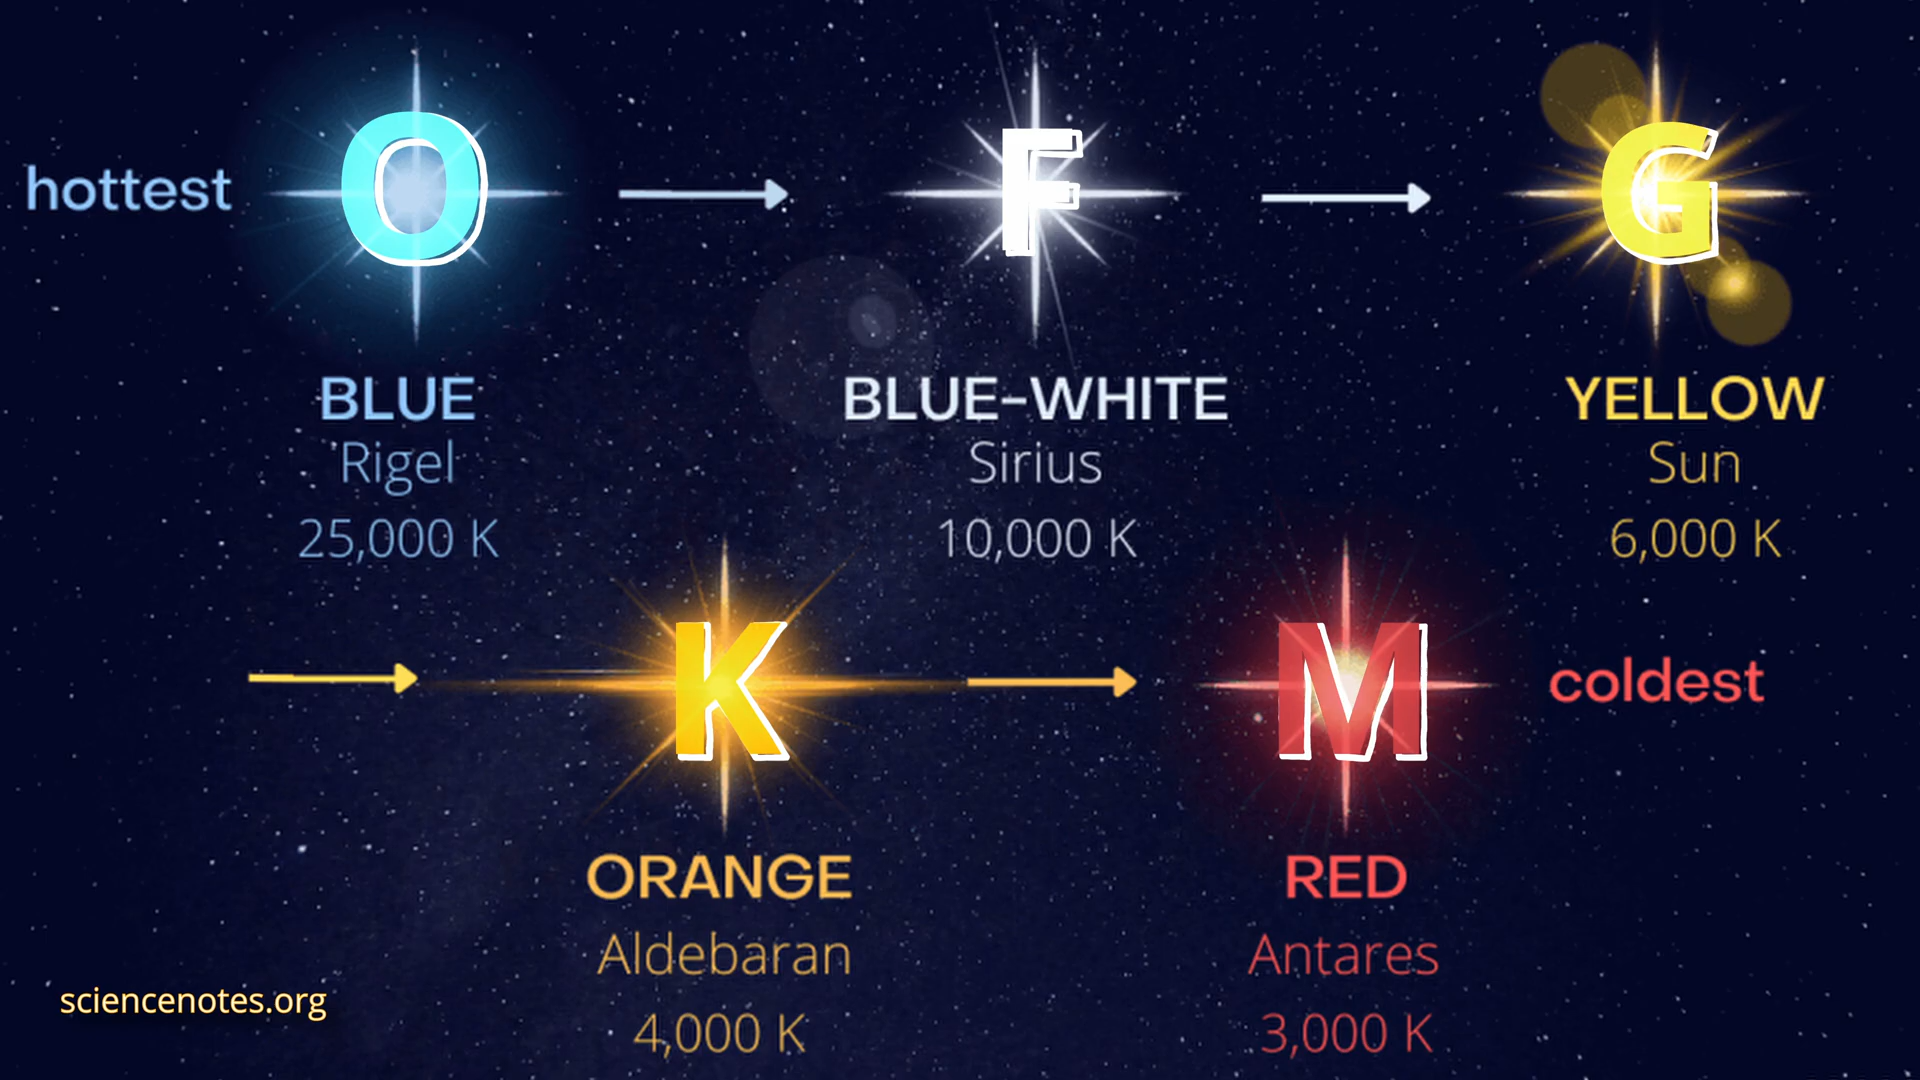 hottest
O
F
G
BLUE
Rigel
25,000 K
BLUE-WHITE
Sirius
10,000 K
YELLOW
Sun
6,000 K
K
M
coldest
ORANGE
Aldebaran
4,000 K
RED
Antares
3,000 K
sciencenotes.org